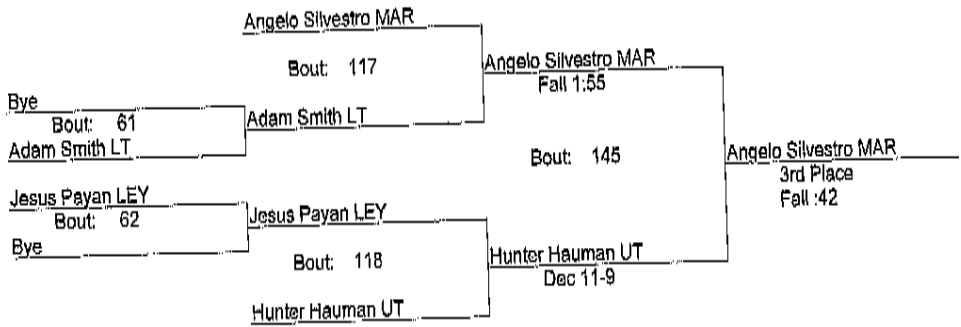 Angelo Silvestro MAR
Bout: 117
Angelo Silvestro MAR
Fall 1:55
Bye
Bout: 61
Adam Smith LT
Adam Smith LT
Bout: 145
Angelo Silvestro MAR
3rd Place
Fall :42
Jesus Payan LEY
Bout: 62
Jesus Payan LEY
Bye
Bout: 118
Hunter Hauman UT
Dec 11-9
Hunter Hauman UT